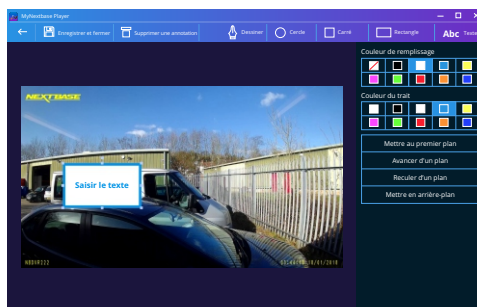 MyNextbase Player
Enregistrer et fermer
Supprimer une annotation
Dessiner
Cercle
Carré
Rectangle
Abc Texte
Couleur de remplissage
NEXTBASE
Couleur du trait
Mettre au premier plan
Avancer d'un plan
Reculer d'un plan
Mettre en arrière-plan
Saisir le texte